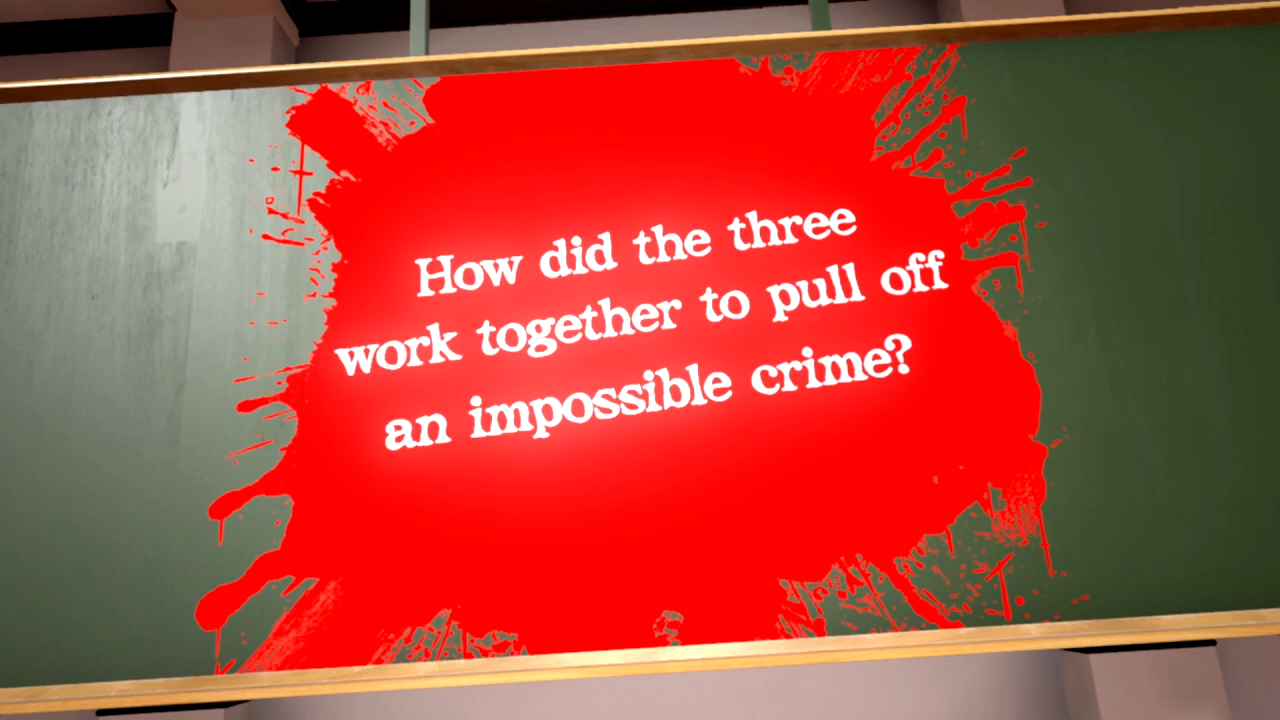 How did the three
work together to pull off
an impossible crime?